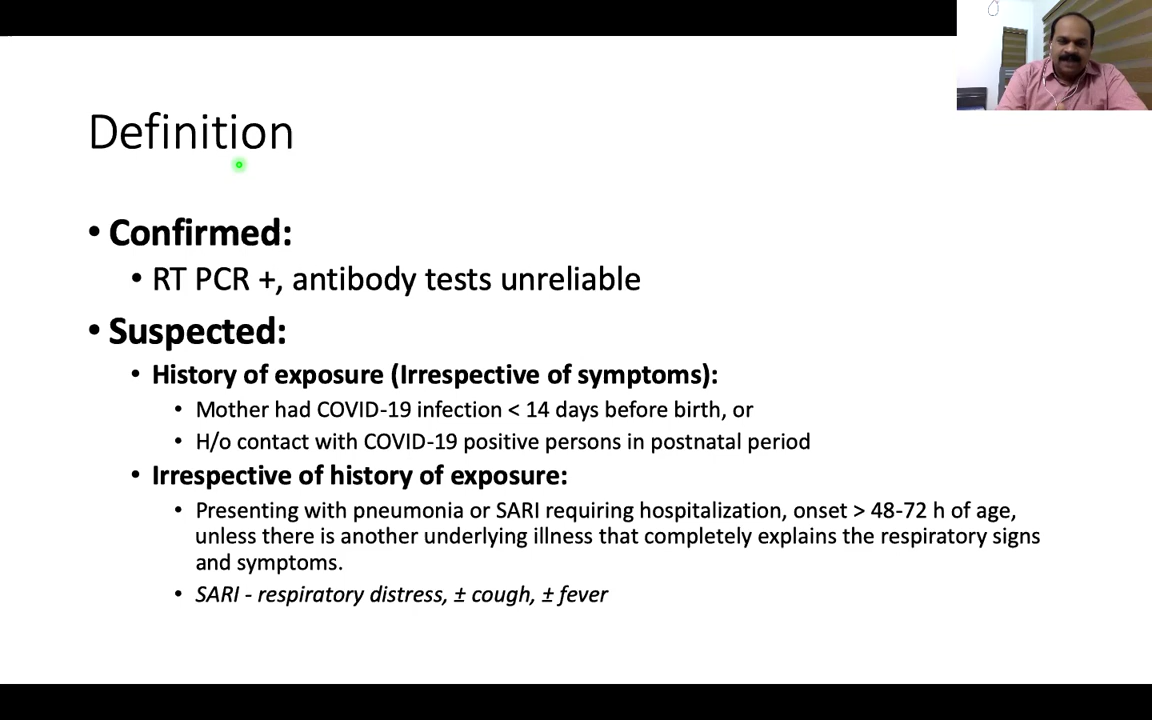 Definition
• Confirmed:
• RT PCR +, antibody tests unreliable
• Suspected:
• History of exposure (Irrespective of symptoms):
• Mother had COVID-19 infection < 14 days before birth, or
• H/o contact with COVID-19 positive persons in postnatal period
• Irrespective of history of exposure:
• Presenting with pneumonia or SARI requiring hospitalization, onset > 48-72 h of age,
unless there is another underlying illness that completely explains the respiratory signs
and symptoms.
• SARI - respiratory distress, ± cough, ± fever